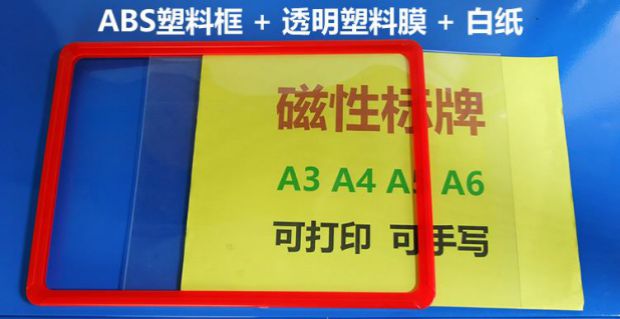 ABS塑料框 + 透明塑料膜 + 白纸
磁性标牌
A3 A4 A5 A6
可打印 可手写